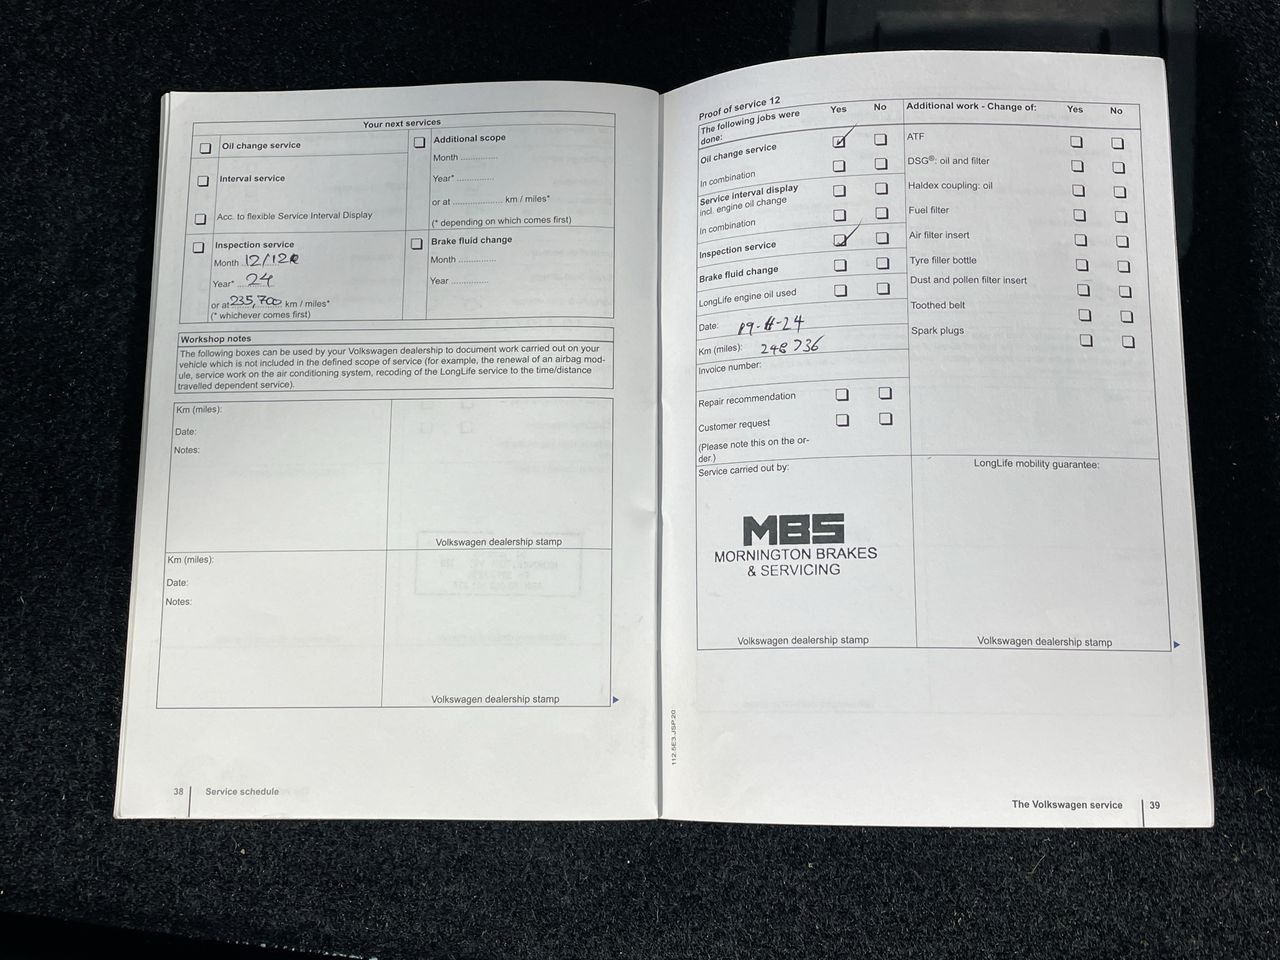 Your next services
Oil change service
Interval service
Acc. to flexible Service Interval Display
Inspection service
Month 12/12
Year* 24
or at 235,700 km / miles*
(* whichever comes first)
Additional scope
Month ..............
Year* ..............
or at .................... km / miles*
(* depending on which comes first)
Brake fluid change
Month ..............
Year ..............
Workshop notes
The following boxes can be used by your Volkswagen dealership to document work carried out on your
vehicle which is not included in the defined scope of service (for example, the renewal of an airbag mod-
ule, service work on the air conditioning system, recoding of the LongLife service to the time/distance
travelled dependent service).
Km (miles):
Date:
Notes:
Volkswagen dealership stamp
Km (miles):
Date:
Notes:
Volkswagen dealership stamp
38 Service schedule
Proof of service 12
The following jobs were done: Yes No
Oil change service
In combination
Service interval display
incl. engine oil change
In combination
Inspection service
Brake fluid change
LongLife engine oil used
Date:
Km (miles): 248736
Invoice number:
Repair recommendation
Customer request
(Please note this on the or-
der.)
Additional work - Change of: Yes No
ATF
DSG®: oil and filter
Haldex coupling: oil
Fuel filter
Air filter insert
Tyre filler bottle
Dust and pollen filter insert
Toothed belt
Spark plugs
Service carried out by:
MBS
MORNINGTON BRAKES
& SERVICING
Volkswagen dealership stamp
LongLife mobility guarantee:
Volkswagen dealership stamp
112.5E3.JSP.20
The Volkswagen service 39